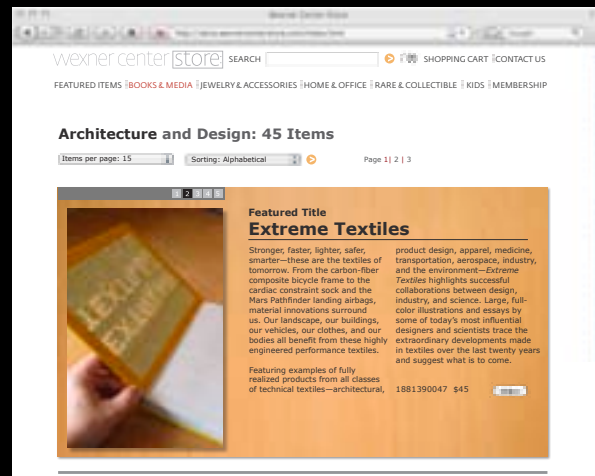 wexner center store SEARCH SHOPPING CART CONTACT US
FEATURED ITEMS BOOKS & MEDIA JEWELRY & ACCESSORIES HOME & OFFICE RARE & COLLECTIBLE KIDS MEMBERSHIP
Architecture and Design: 45 Items
Items per page: 15 Sorting: Alphabetical Page 1| 2 | 3
1 2 3 4 5
Featured Title
Extreme Textiles
Stronger, faster, lighter, safer,
smarter—these are the textiles of
tomorrow. From the carbon-fiber
composite bicycle frame to the
cardiac constraint sock and the
Mars Pathfinder landing airbags,
material innovations surround
us. Our landscape, our buildings,
our vehicles, our clothes, and our
bodies all benefit from these highly
engineered performance textiles.
Featuring examples of fully
realized products from all classes
of technical textiles—architectural,
product design, apparel, medicine,
transportation, aerospace, industry,
and the environment—Extreme
Textiles highlights successful
collaborations between design,
industry, and science. Large, full-
color illustrations and essays by
some of today's most influential
designers and scientists trace the
extraordinary developments made
in textiles over the last twenty years
and suggest what is to come.
1881390047 $45